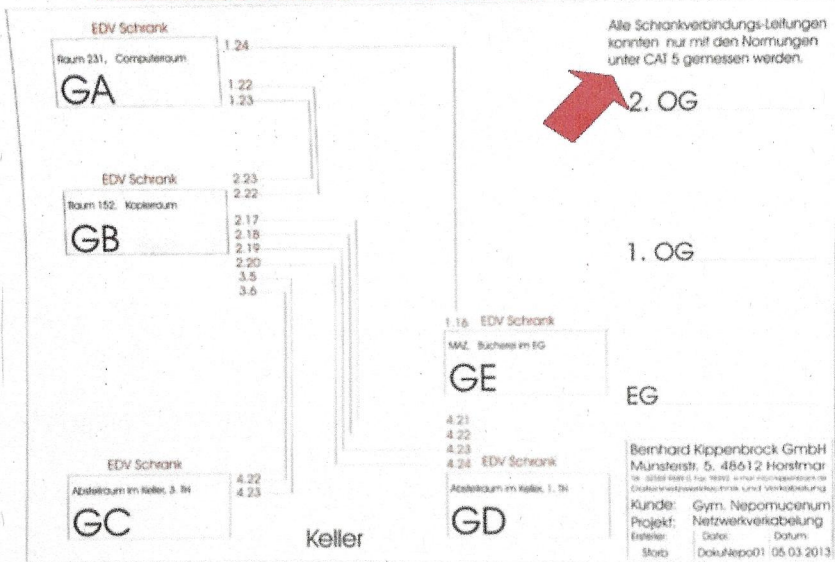 EDV Schrank
Raum 231, Computerraum
GA
1.24
1.22
1.23
Alle Schrankverbindungs-Leitungen
konnten nur mit den Normungen
unter CAT 5 gemessen werden.
2. OG
EDV Schrank
Raum 152, Kopierraum
GB
2.23
2.22
2.17
2.18
2.19
2.20
3.5
3.6
1. OG
1.16 EDV Schrank
MAZ, Bücherei im EG
GE
EG
4.21
4.22
4.23
4.24 EDV Schrank
Abstellraum im Keller, 1. TH
GD
EDV Schrank
Abstellraum im Keller, 3. TH
GC
4.22
4.23
Keller
Bernhard Kippenbrock GmbH
Münsterstr. 5, 48612 Horstmar
Datennetzwerktechnik und Verkabelung
Kunde: Gym. Nepomucenum
Projekt: Netzwerkverkabelung
Ersteller: Datei: Datum:
Storb DokuNepo01 05.03.2013